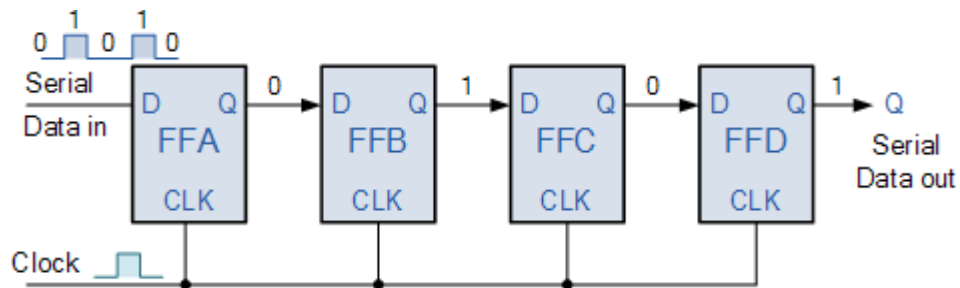 0 1 0 1 0
Serial
Data in
D Q 0 D Q 1 D Q 0 D Q 1 Q
FFA FFB FFC FFD
Serial
Data out
CLK CLK CLK CLK
Clock